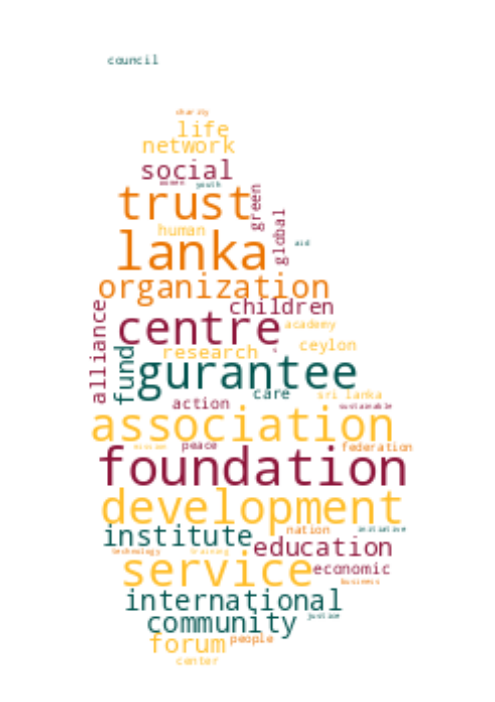 council
charity
life
network
social
women youth
trust
green
human
global
aid
lanka
organization
children
alliance
centre
academy
research
ceylon
fund
gurantee
care
sri lanka
action
sustainable
association
peace
federation
foundation
development
institute
nation
initiative
education
technology
training
service
economic
business
international
justice
community
forum
people
center